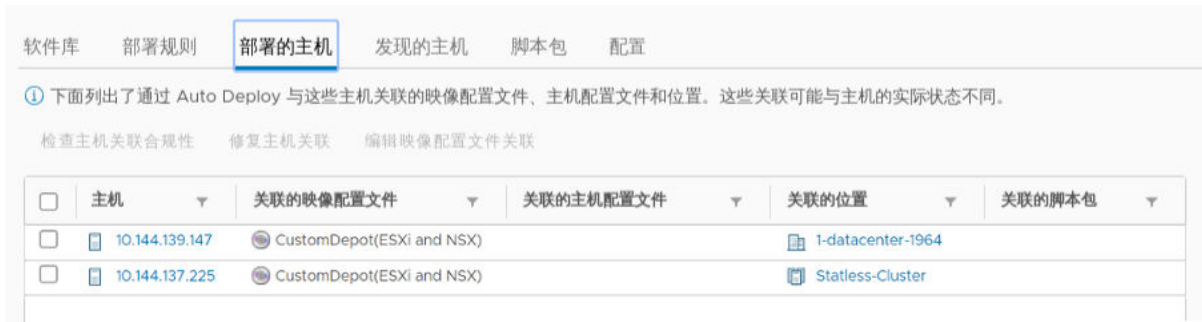 软件库 部署规则 部署的主机 发现的主机 脚本包 配置
下面列出了通过 Auto Deploy 与这些主机关联的映像配置文件、主机配置文件和位置。这些关联可能与主机的实际状态不同。
检查主机关联合规性 修复主机关联 编辑映像配置文件关联
主机 关联的映像配置文件 关联的主机配置文件 关联的位置 关联的脚本包
10.144.139.147 CustomDepot(ESXi and NSX) 1-datacenter-1964
10.144.137.225 CustomDepot(ESXi and NSX) Statless-Cluster